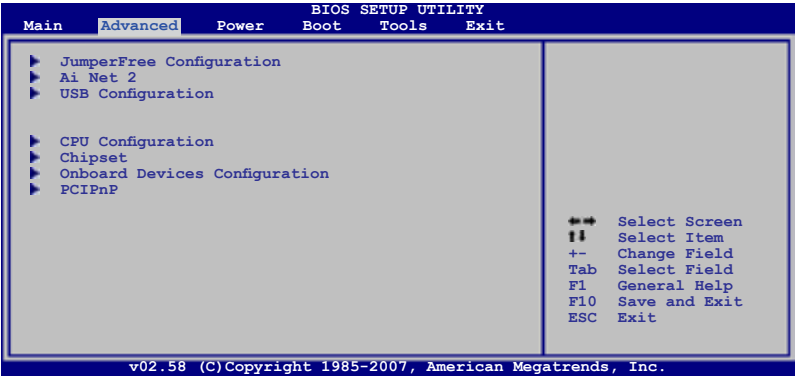 BIOS SETUP UTILITY
Main Advanced Power Boot Tools Exit
JumperFree Configuration
Ai Net 2
USB Configuration
CPU Configuration
Chipset
Onboard Devices Configuration
PCIPnP
Select Screen
Select Item
+- Change Field
Tab Select Field
F1 General Help
F10 Save and Exit
ESC Exit
v02.58 (C)Copyright 1985-2007, American Megatrends, Inc.